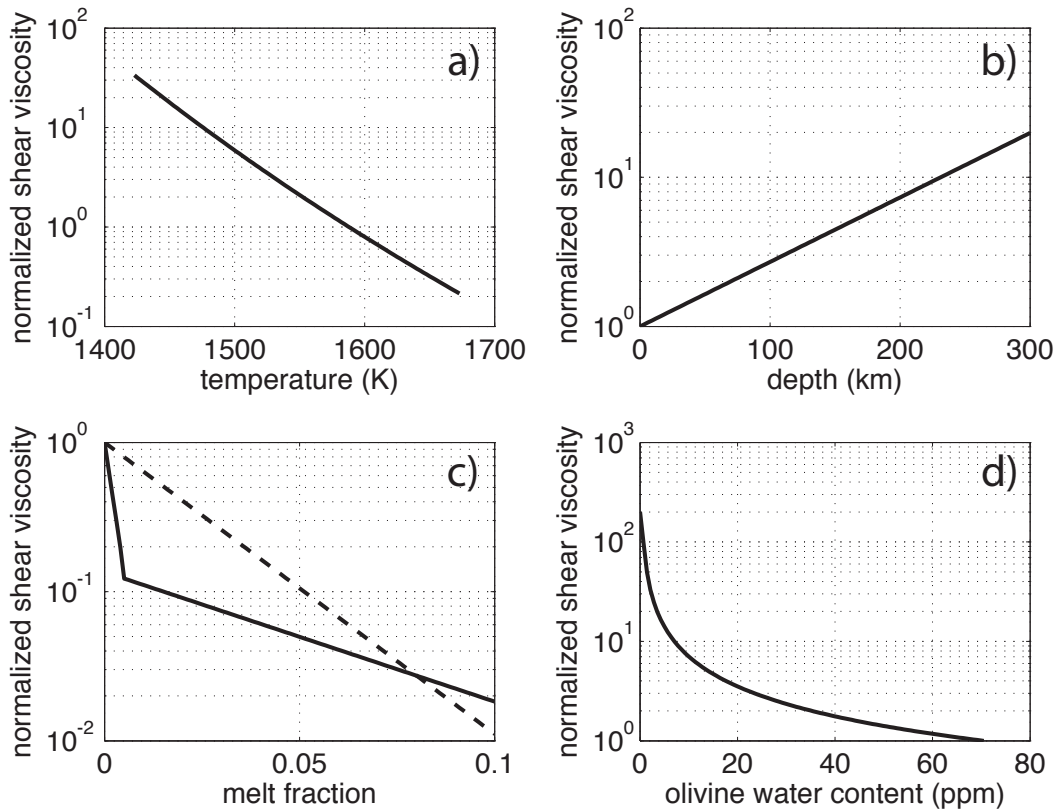 a)
normalized shear viscosity
10^2
10^1
10^0
10^-1
1400 1500 1600 1700
temperature (K)
b)
normalized shear viscosity
10^2
10^1
10^0
0 100 200 300
depth (km)
c)
normalized shear viscosity
10^0
10^-1
10^-2
0 0.05 0.1
melt fraction
d)
normalized shear viscosity
10^3
10^2
10^1
10^0
0 20 40 60 80
olivine water content (ppm)